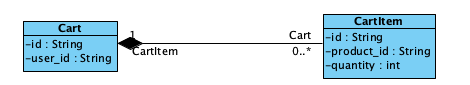 Cart
-id : String
-user_id : String
1
CartItem
Cart
0..*
CartItem
-id : String
-product_id : String
-quantity : int